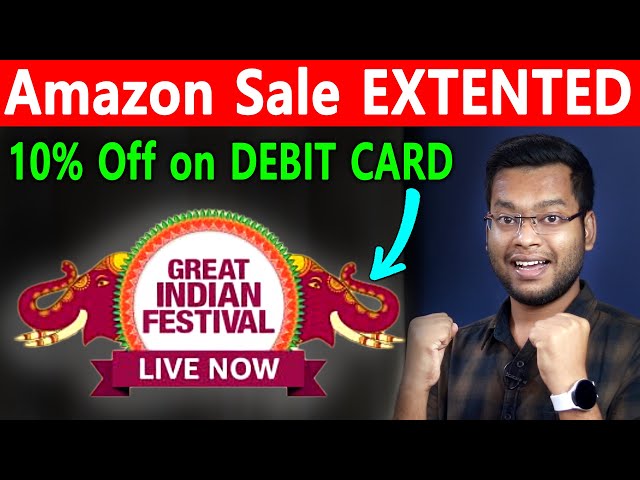 Amazon Sale EXTENTED
10% Off on DEBIT CARD
GREAT
INDIAN
FESTIVAL
LIVE NOW